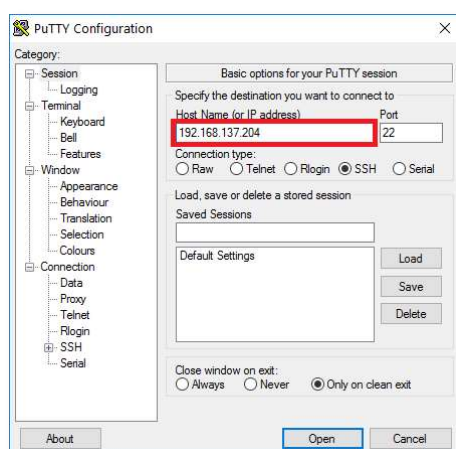 PuTTY Configuration
Category:
Session
Logging
Terminal
Keyboard
Bell
Features
Window
Appearance
Behaviour
Translation
Selection
Colours
Connection
Data
Proxy
Telnet
Rlogin
SSH
Serial
Basic options for your PuTTY session
Specify the destination you want to connect to
Host Name (or IP address) Port
192.168.137.204 22
Connection type:
Raw Telnet Rlogin SSH Serial
Load, save or delete a stored session
Saved Sessions
Default Settings
Load
Save
Delete
Close window on exit:
Always Never Only on clean exit
About Open Cancel